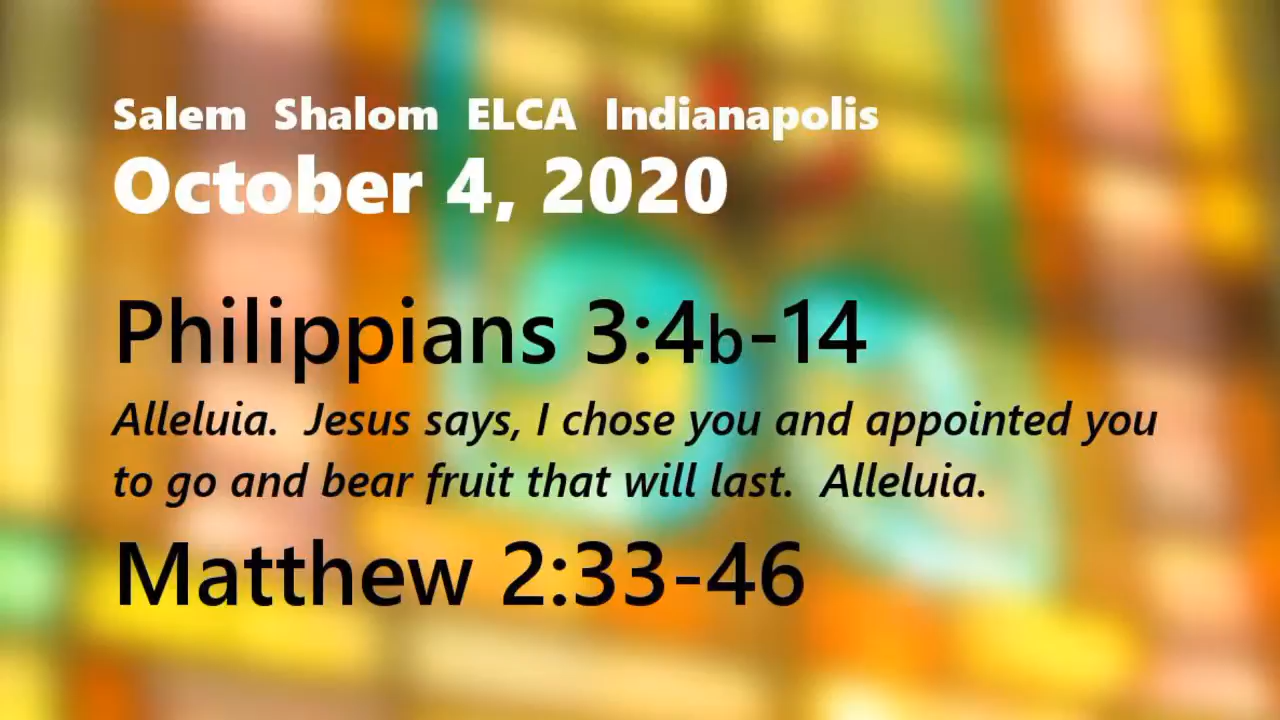 Salem Shalom ELCA Indianapolis
October 4, 2020
Philippians 3:4b-14
Alleluia. Jesus says, I chose you and appointed you
to go and bear fruit that will last. Alleluia.
Matthew 2:33-46